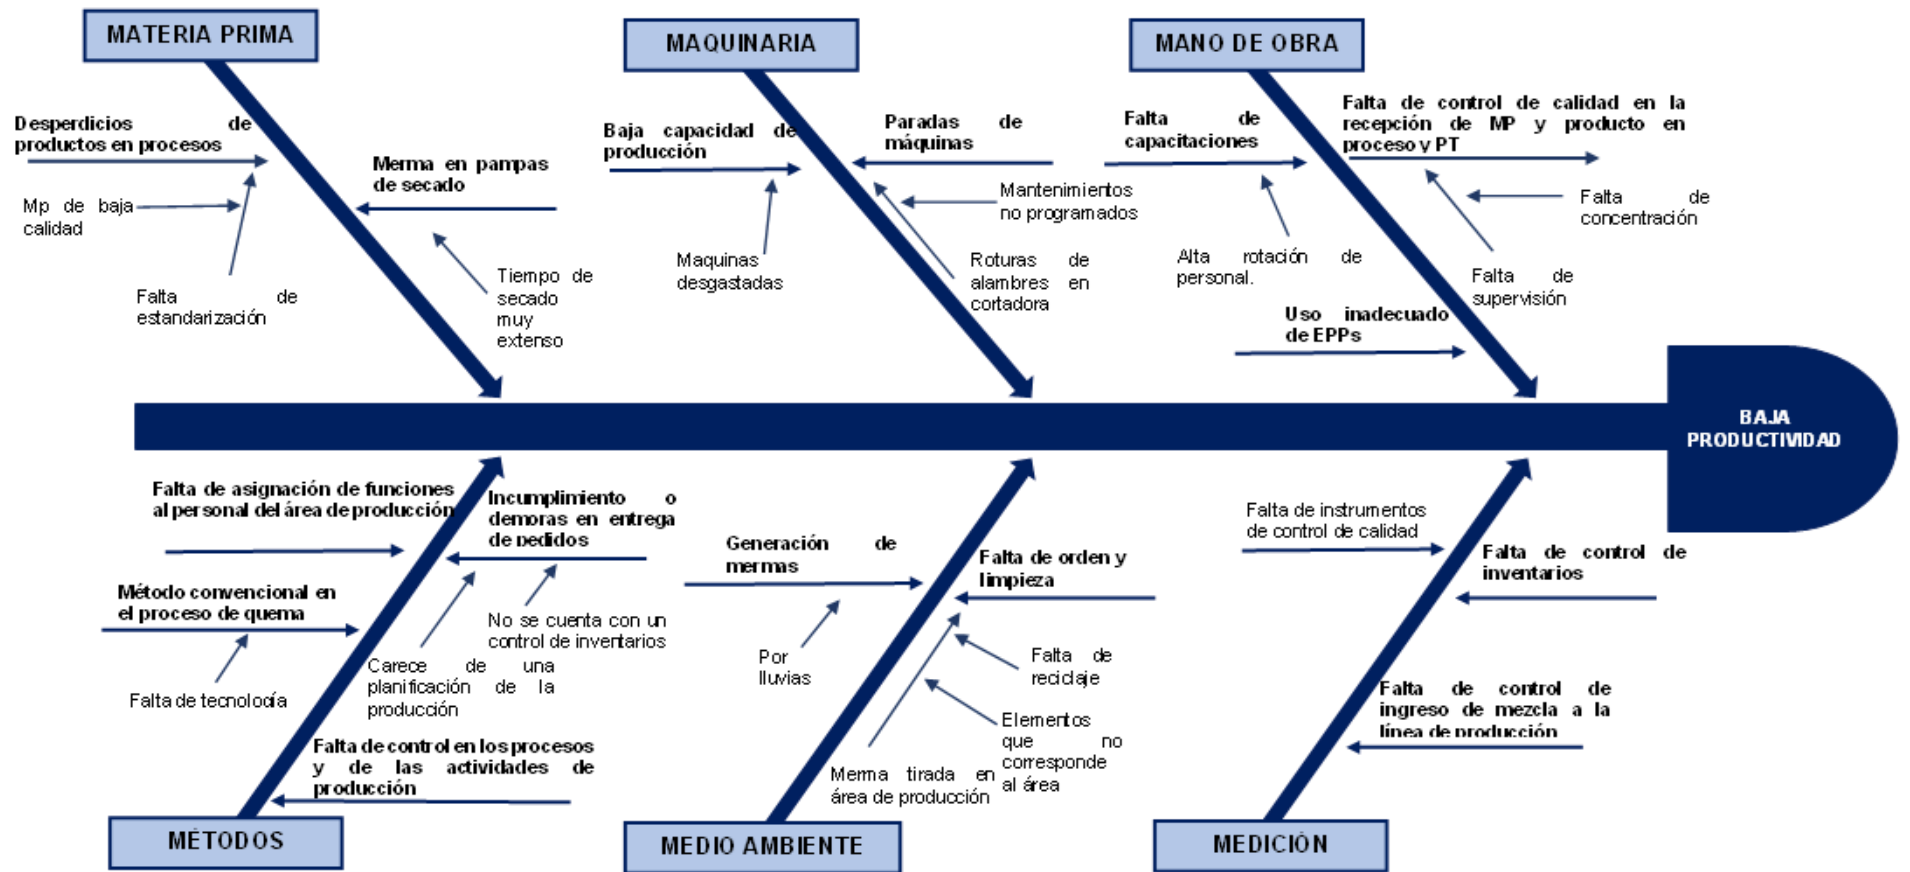 MATERIA PRIMA
MAQUINARIA
MANO DE OBRA
Desperdicios de
productos en procesos
Mp de baja
calidad
Falta de
estandarización
Merma en pampas
de secado
Tiempo de
secado
muy
extenso
Baja capacidad de
producción
Maquinas
desgastadas
Paradas de
máquinas
Mantenimientos
no programados
Roturas de
alambres en
cortadora
Falta de
capacitaciones
Alta rotación de
personal.
Uso inadecuado
de EPPs
Falta de control de calidad en la
recepción de MP y producto en
proceso y PT
Falta de
concentración
Falta de
supervisión
BAJA
PRODUCTIVIDAD
Falta de asignación de funciones
al personal del área de producción
Método convencional en
el proceso de quema
Falta de tecnología
Incumplimiento o
demoras en entrega
de pedidos
No se cuenta con un
control de inventarios
Carece de una
planificación de la
producción
Falta de control en los procesos
y de las actividades de
producción
Generación de
mermas
Por
lluvias
Falta de orden y
limpieza
Falta de
reciclaje
Elementos
que no
corresponde
al área
Merma tirada en
área de producción
Falta de instrumentos
de control de calidad
Falta de control de
inventarios
Falta de control de
ingreso de mezcla a la
línea de producción
MÉTODOS
MEDIO AMBIENTE
MEDICIÓN